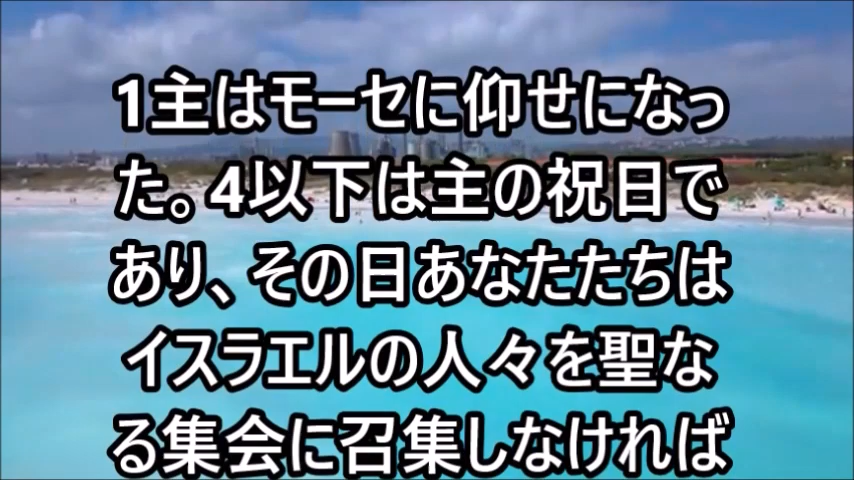 1主はモーセに仰せになっ
た。4以下は主の祝日で
あり、その日あなたたちは
イスラエルの人々を聖な
る集会に召集しなければ